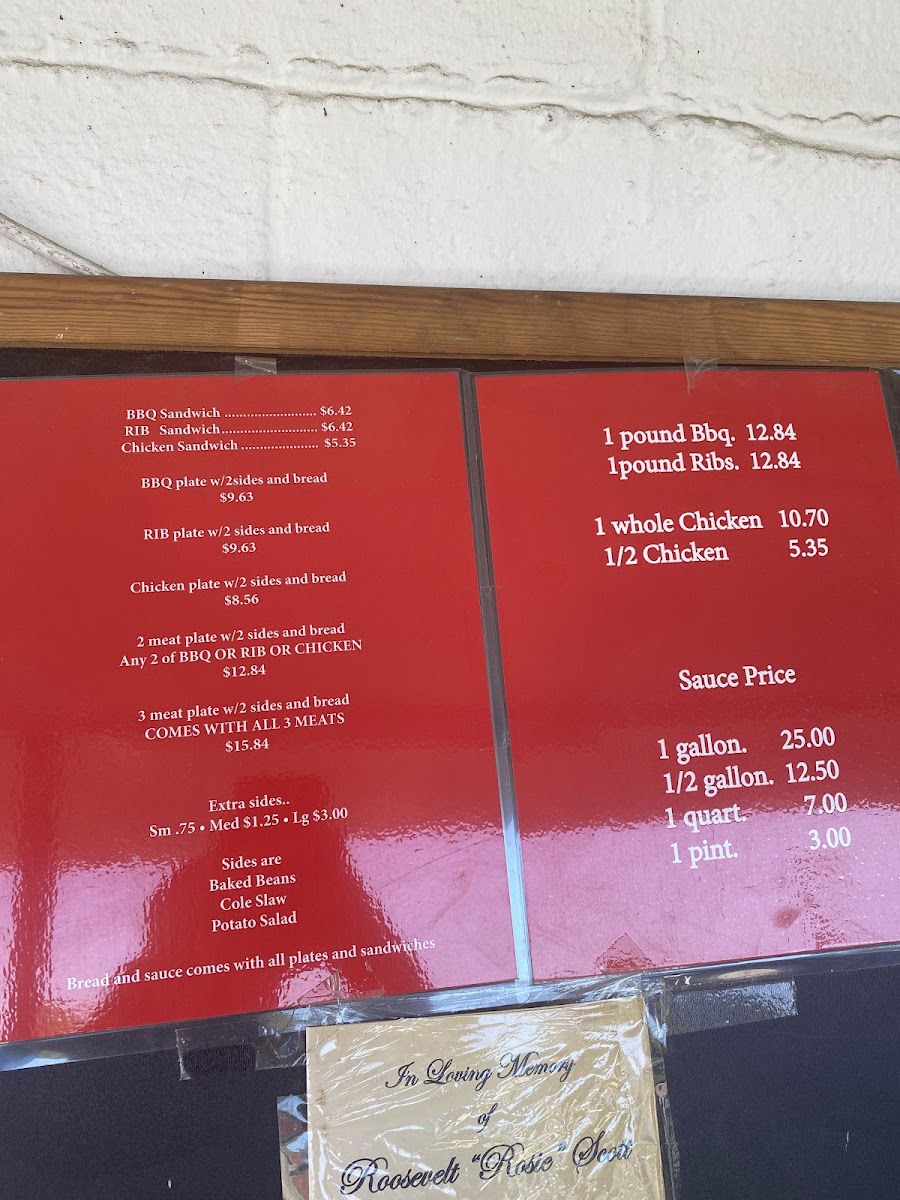 BBQ Sandwich ......................... $6.42
RIB Sandwich.......................... $6.42
Chicken Sandwich ..................... $5.35
BBQ plate w/2sides and bread
$9.63
RIB plate w/2 sides and bread
$9.63
Chicken plate w/2 sides and bread
$8.56
2 meat plate w/2 sides and bread
Any 2 of BBQ OR RIB OR CHICKEN
$12.84
3 meat plate w/2 sides and bread
COMES WITH ALL 3 MEATS
$15.84
Extra sides..
Sm .75 • Med $1.25 • Lg $3.00
Sides are
Baked Beans
Cole Slaw
Potato Salad
Bread and sauce comes with all plates and sandwiches
1 pound Bbq. 12.84
1pound Ribs. 12.84
1 whole Chicken 10.70
1/2 Chicken 5.35
Sauce Price
1 gallon. 25.00
1/2 gallon. 12.50
1 quart. 7.00
1 pint. 3.00
In Loving Memory
of
Roosevelt "Rosie" Scott